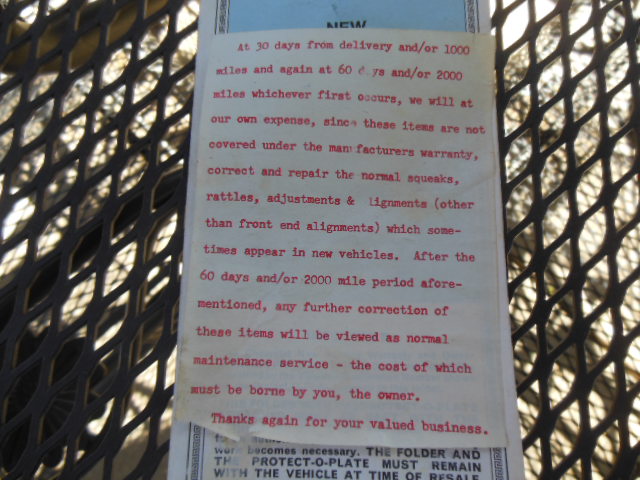 NEW
At 30 days from delivery and/or 1000
miles and again at 60 days and/or 2000
miles whichever first occurs, we will at
our own expense, since these items are not
covered under the manufacturers warranty,
correct and repair the normal squeaks,
rattles, adjustments & lignments (other
than front end alignments) which some-
times appear in new vehicles. After the
60 days and/or 2000 mile period afore-
mentioned, any further correction of
these items will be viewed as normal
maintenance service - the cost of which
must be borne by you, the owner.
Thanks again for your valued business.
work becomes necessary. THE FOLDER AND
THE PROTECT-O-PLATE MUST REMAIN
WITH THE VEHICLE AT TIME OF RESALE